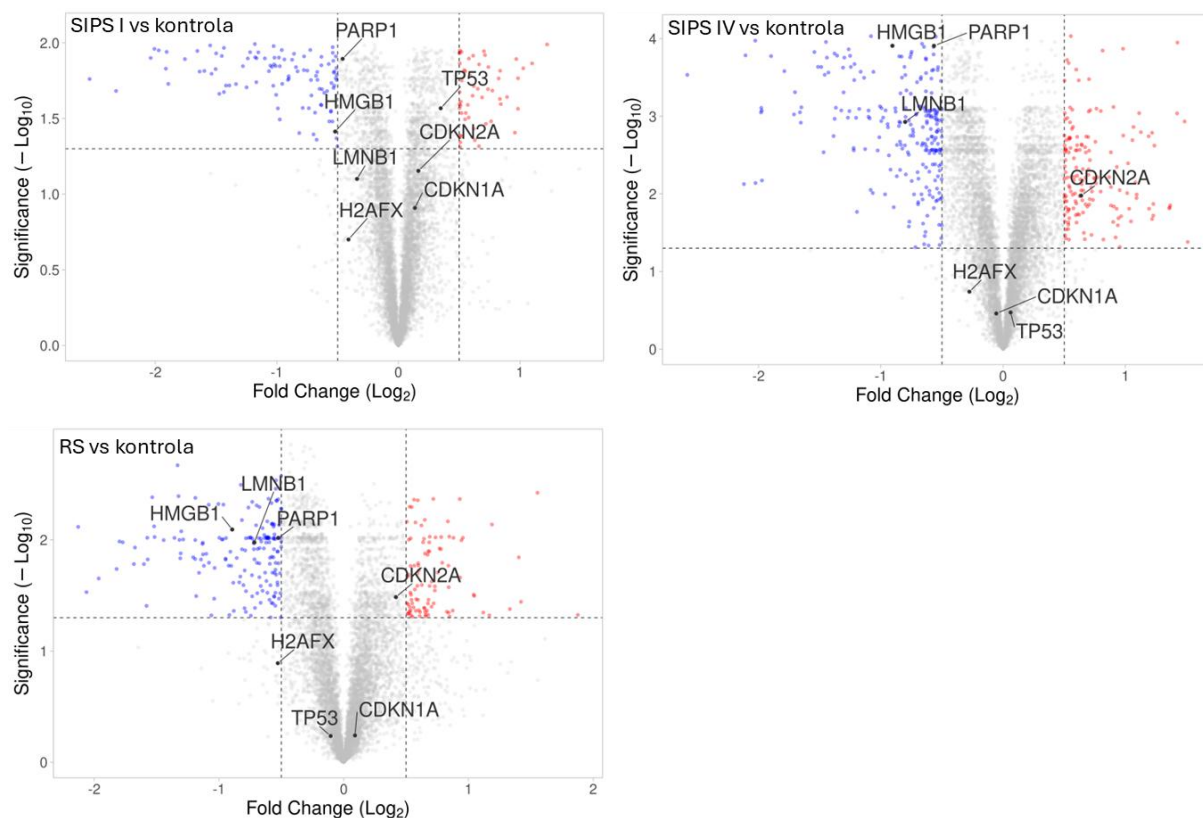 SIPS I vs kontrola
PARP1
TP53
HMGB1
CDKN2A
LMNB1
CDKN1A
H2AFX
2.0
1.5
1.0
0.5
0.0
-2
-1
0
1
Significance (− Log₁₀)
Fold Change (Log₂)
SIPS IV vs kontrola
HMGB1
PARP1
LMNB1
CDKN2A
H2AFX
CDKN1A
TP53
4
3
2
1
0
-2
-1
0
1
Significance (− Log₁₀)
Fold Change (Log₂)
RS vs kontrola
LMNB1
HMGB1
PARP1
CDKN2A
H2AFX
TP53
CDKN1A
2
1
0
-2
-1
0
1
2
Significance (− Log₁₀)
Fold Change (Log₂)